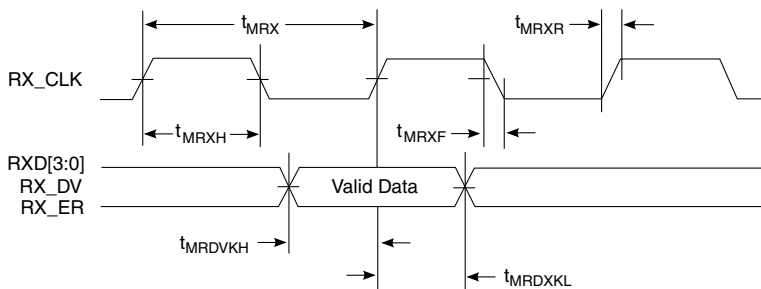 tMRX
tMRXR
RX_CLK
tMRXH
tMRXF
RXD[3:0]
RX_DV
Valid Data
RX_ER
tMRDVKH
tMRDXKL